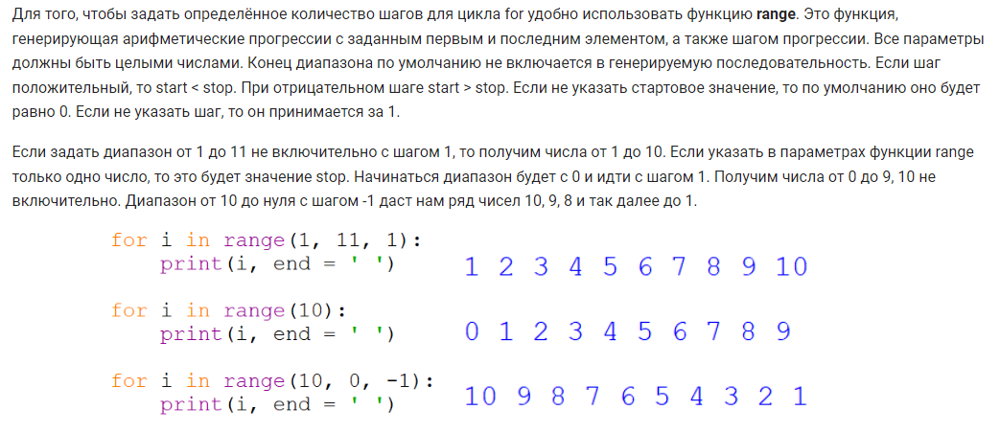 Для того, чтобы задать определённое количество шагов для цикла for удобно использовать функцию range. Это функция,
генерирующая арифметические прогрессии с заданным первым и последним элементом, а также шагом прогрессии. Все параметры
должны быть целыми числами. Конец диапазона по умолчанию не включается в генерируемую последовательность. Если шаг
положительный, то start < stop. При отрицательном шаге start > stop. Если не указать стартовое значение, то по умолчанию оно будет
равно 0. Если не указать шаг, то он принимается за 1.
Если задать диапазон от 1 до 11 не включительно с шагом 1, то получим числа от 1 до 10. Если указать в параметрах функции range
только одно число, то это будет значение stop. Начинаться диапазон будет с 0 и идти с шагом 1. Получим числа от 0 до 9, 10 не
включительно. Диапазон от 10 до нуля с шагом -1 даст нам ряд чисел 10, 9, 8 и так далее до 1.
for i in range(1, 11, 1):
    print(i, end = ' ')
1 2 3 4 5 6 7 8 9 10
for i in range(10):
    print(i, end = ' ')
0 1 2 3 4 5 6 7 8 9
for i in range(10, 0, -1):
    print(i, end = ' ')
10 9 8 7 6 5 4 3 2 1